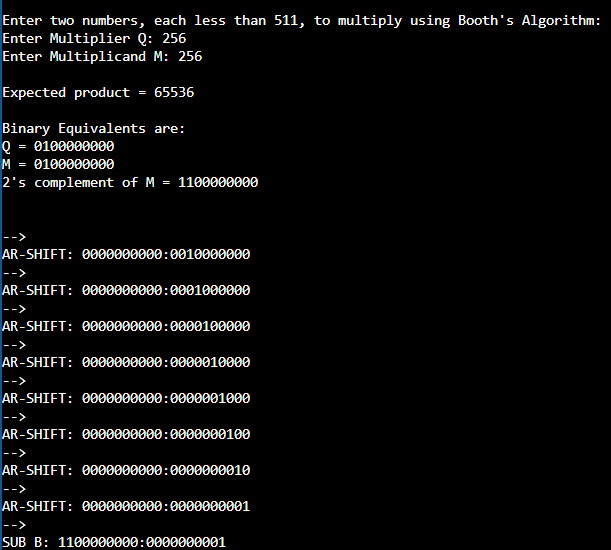 Enter two numbers, each less than 511, to multiply using Booth's Algorithm:
Enter Multiplier Q: 256
Enter Multiplicand M: 256
Expected product = 65536
Binary Equivalents are:
Q = 0100000000
M = 0100000000
2's complement of M = 1100000000
-->
AR-SHIFT: 0000000000:0010000000
-->
AR-SHIFT: 0000000000:0001000000
-->
AR-SHIFT: 0000000000:0000100000
-->
AR-SHIFT: 0000000000:0000010000
-->
AR-SHIFT: 0000000000:0000001000
-->
AR-SHIFT: 0000000000:0000000100
-->
AR-SHIFT: 0000000000:0000000010
-->
AR-SHIFT: 0000000000:0000000001
-->
SUB B: 1100000000:0000000001